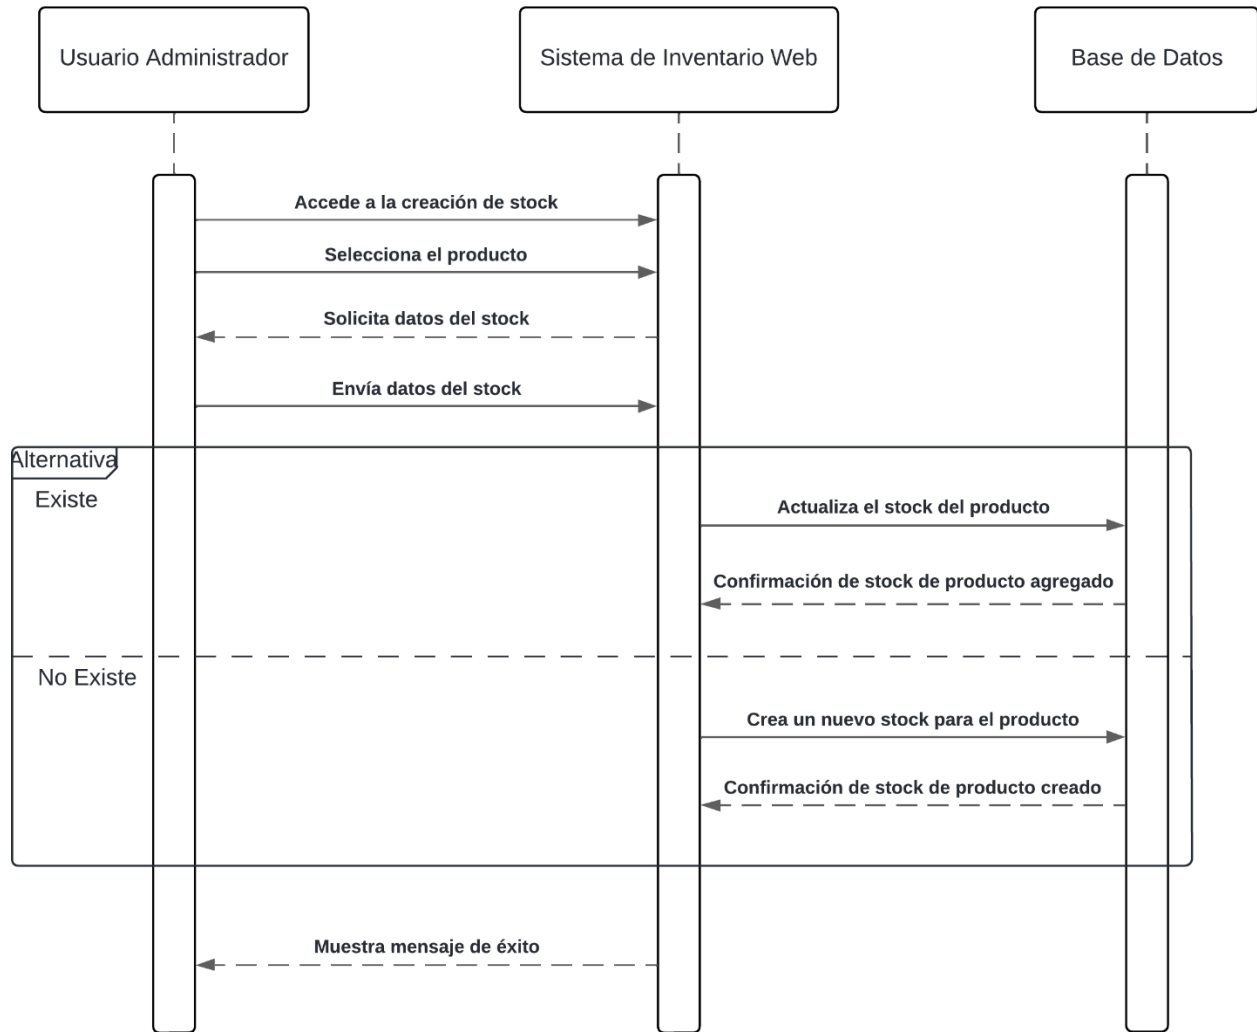 Usuario Administrador
Sistema de Inventario Web
Base de Datos
Accede a la creación de stock
Selecciona el producto
Solicita datos del stock
Envía datos del stock
Alternativa
Existe
Actualiza el stock del producto
Confirmación de stock de producto agregado
No Existe
Crea un nuevo stock para el producto
Confirmación de stock de producto creado
Muestra mensaje de éxito